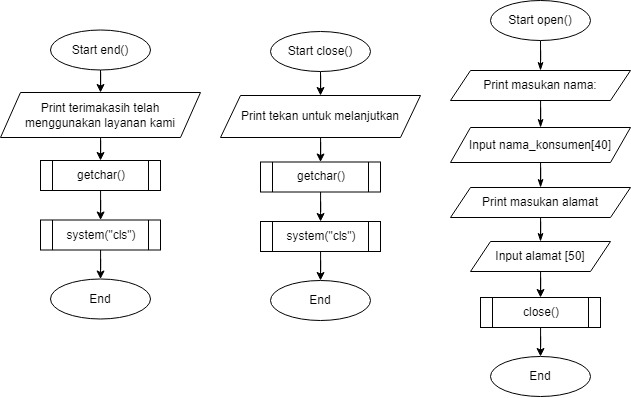 Start end()
Print terimakasih telah
menggunakan layanan kami
getchar()
system("cls")
End
Start close()
Print tekan untuk melanjutkan
getchar()
system("cls")
End
Start open()
Print masukan nama:
Input nama_konsumen[40]
Print masukan alamat
Input alamat [50]
close()
End